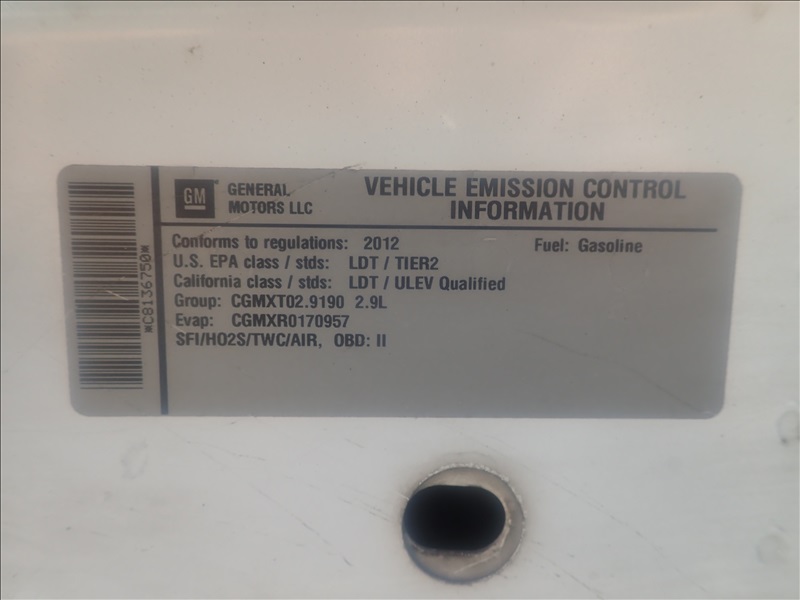 *C8136750*
GM
GENERAL
MOTORS LLC
VEHICLE EMISSION CONTROL
INFORMATION
Conforms to regulations: 2012 Fuel: Gasoline
U.S. EPA class / stds: LDT / TIER2
California class / stds: LDT / ULEV Qualified
Group: CGMXT02.9190 2.9L
Evap: CGMXR0170957
SFI/HO2S/TWC/AIR, OBD: II